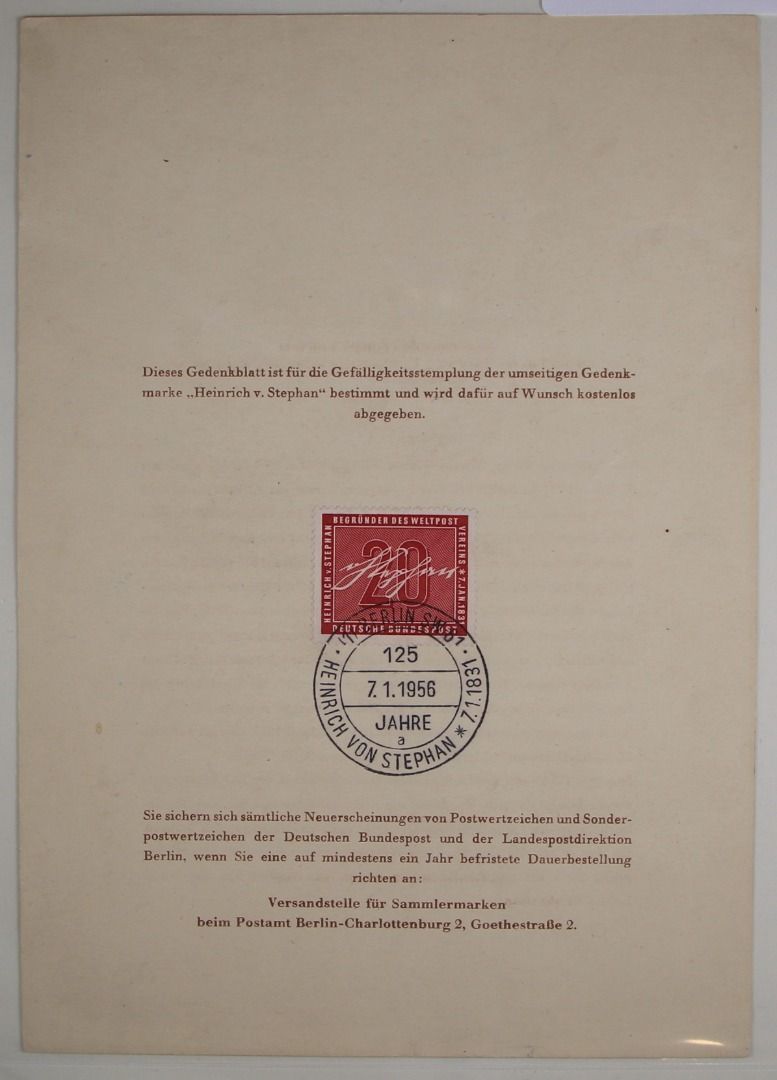 Dieses Gedenkblatt ist für die Gefälligkeitsstemplung der umseitigen Gedenk-
marke „Heinrich v. Stephan“ bestimmt und wird dafür auf Wunsch kostenlos
abgegeben.
BEGRÜNDER DES WELTPOST
HEINRICH v. STEPHAN
VEREINS * 7. JAN. 1831
20
v Stephan
DEUTSCHE BUNDESPOST
BERLIN SW
125
7.1.1956
JAHRE
a
HEINRICH VON STEPHAN * 7.1.1831
Sie sichern sich sämtliche Neuerscheinungen von Postwertzeichen und Sonder-
postwertzeichen der Deutschen Bundespost und der Landespostdirektion
Berlin, wenn Sie eine auf mindestens ein Jahr befristete Dauerbestellung
richten an:
Versandstelle für Sammlermarken
beim Postamt Berlin-Charlottenburg 2, Goethestraße 2.